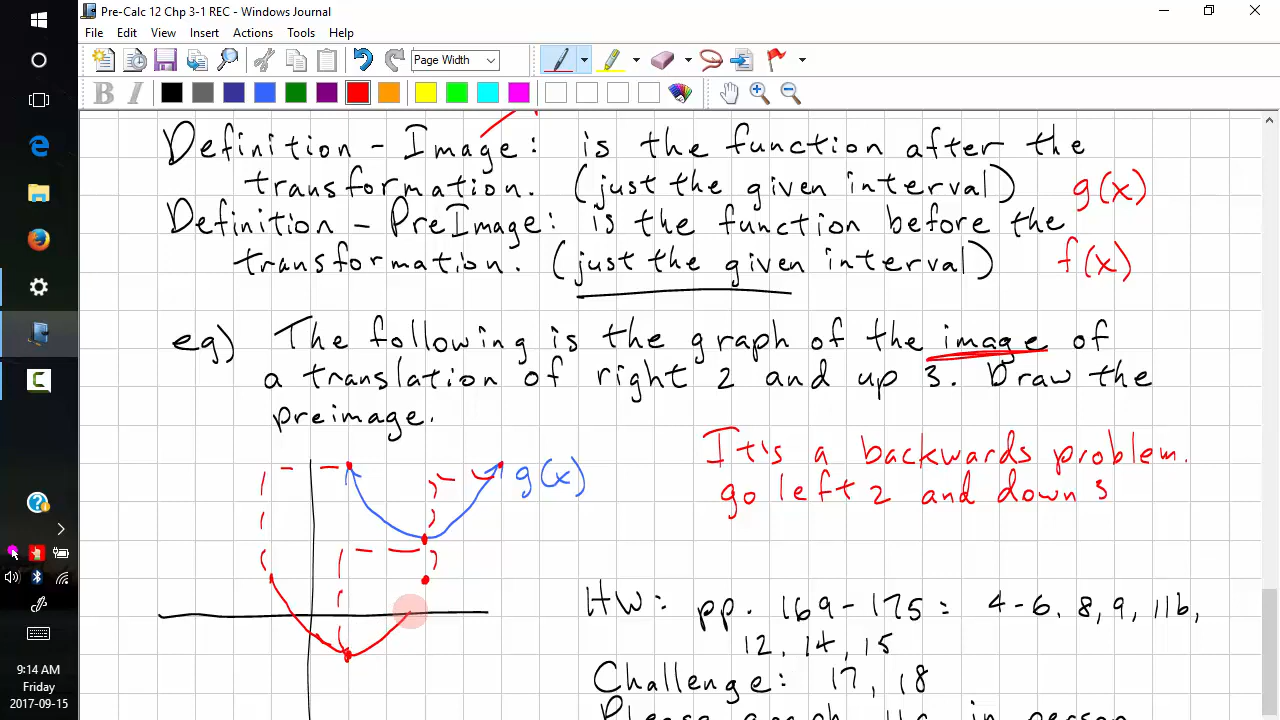 Pre-Calc 12 Chp 3-1 REC - Windows Journal
File Edit View Insert Actions Tools Help
Page Width
B I
Definition - Image: is the function after the
transformation. (just the given interval) g(x)
Definition - PreImage: is the function before the
transformation. (just the given interval) f(x)
eg) The following is the graph of the image of
a translation of right 2 and up 3. Draw the
preimage.
It's a backwards problem.
go left 2 and down 3
g(x)
HW: pp. 169-175: 4-6, 8, 9, 11b,
12, 14, 15
Challenge: 17, 18
in person
9:14 AM
Friday
2017-09-15